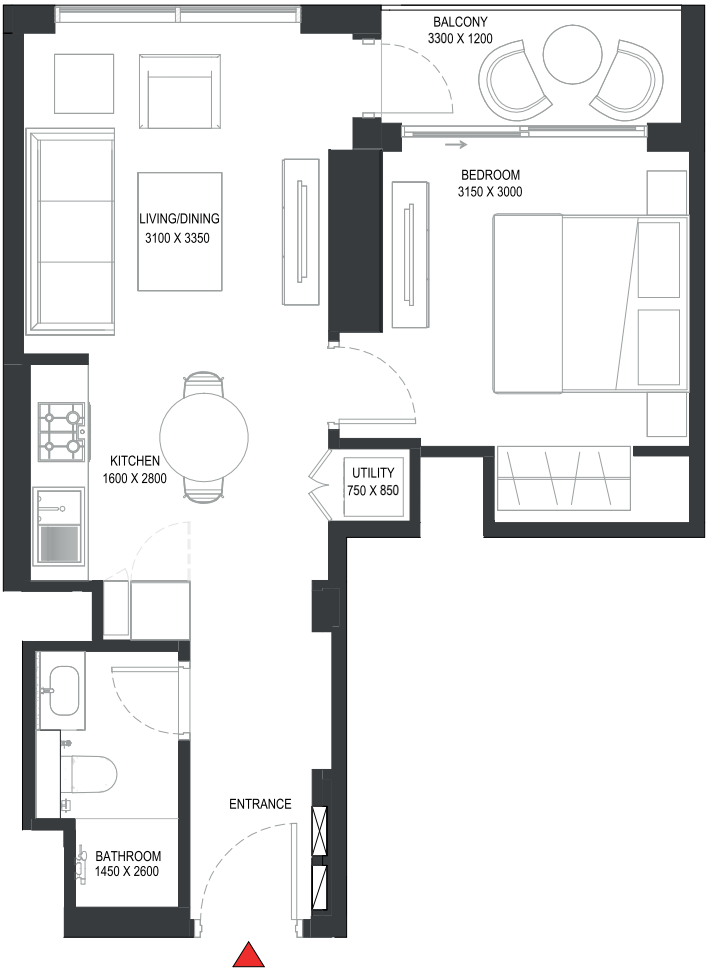 BALCONY
3300 X 1200
BEDROOM
3150 X 3000
LIVING/DINING
3100 X 3350
KITCHEN
1600 X 2800
UTILITY
750 X 850
ENTRANCE
BATHROOM
1450 X 2600